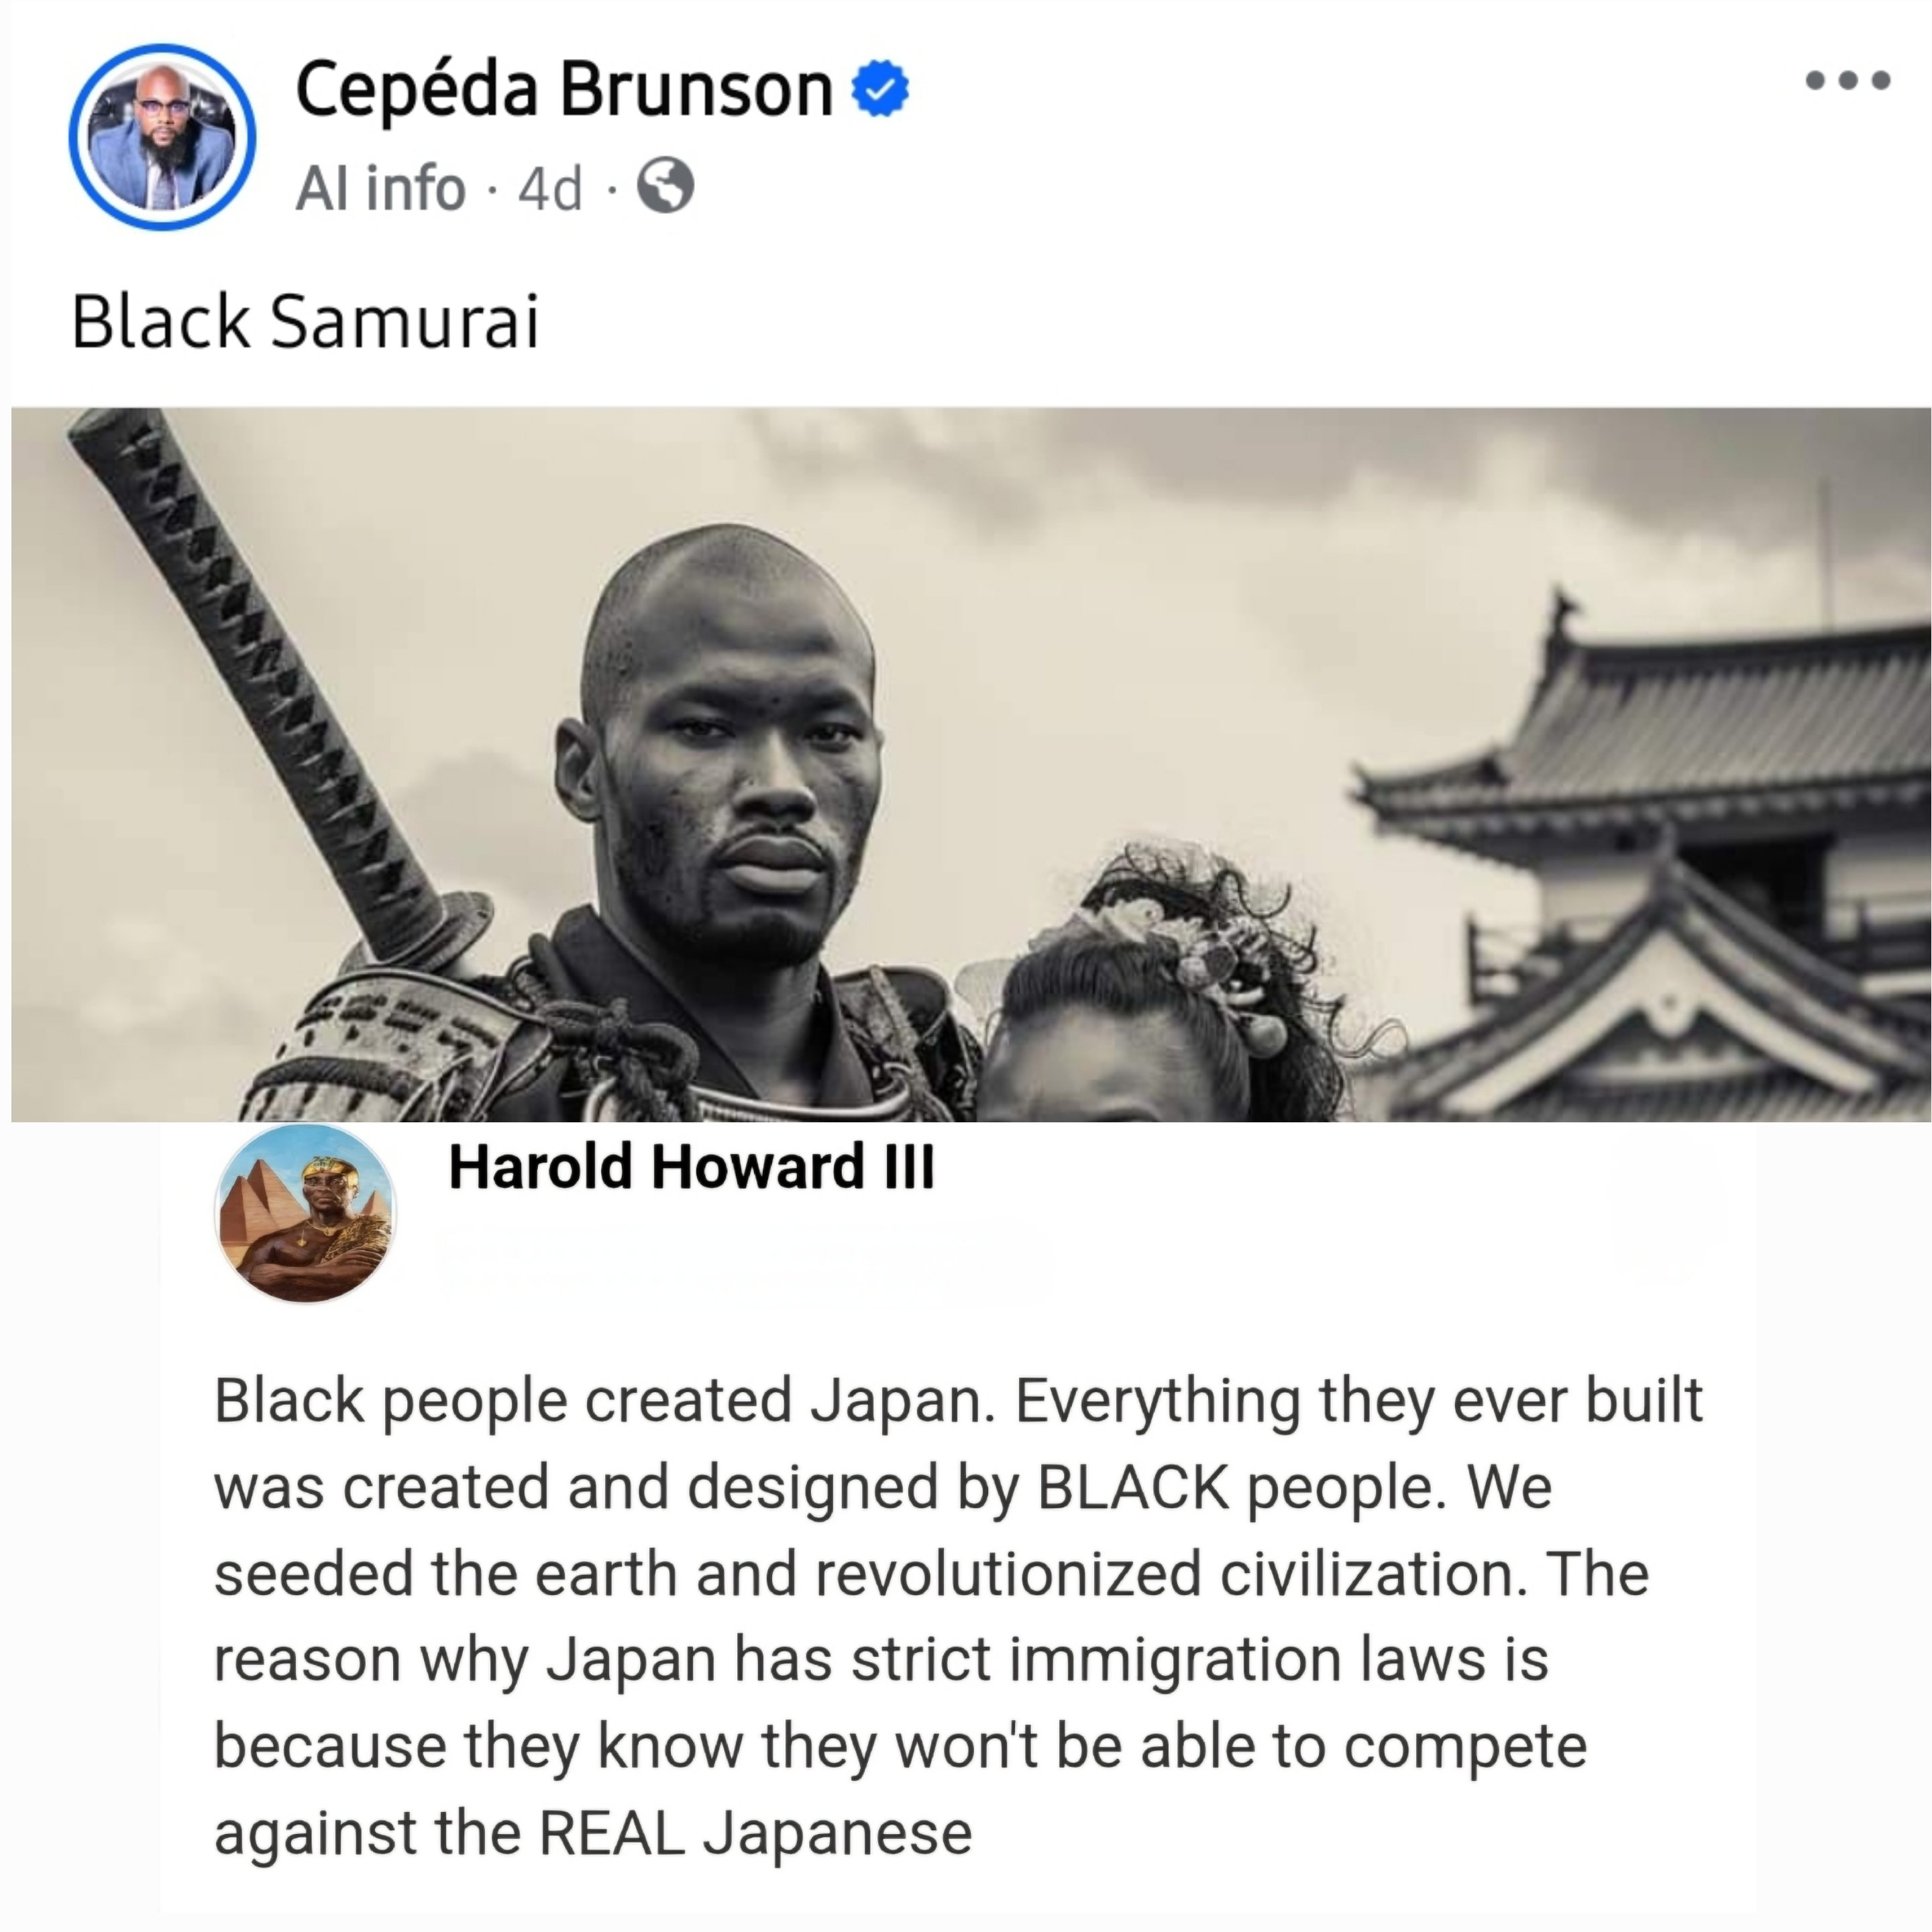 Cepéda Brunson
AI info · 4d ·
Black Samurai
Harold Howard III
Black people created Japan. Everything they ever built
was created and designed by BLACK people. We
seeded the earth and revolutionized civilization. The
reason why Japan has strict immigration laws is
because they know they won't be able to compete
against the REAL Japanese